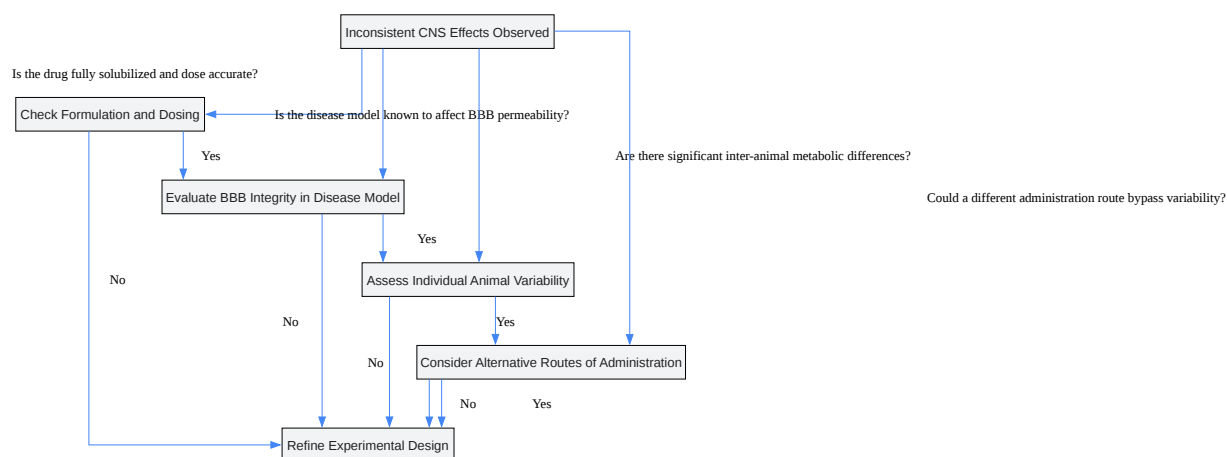 Inconsistent CNS Effects Observed
Is the drug fully solubilized and dose accurate?
Check Formulation and Dosing
Is the disease model known to affect BBB permeability?
Yes
Are there significant inter-animal metabolic differences?
Evaluate BBB Integrity in Disease Model
Could a different administration route bypass variability?
Yes
No
Assess Individual Animal Variability
No
Yes
No
Consider Alternative Routes of Administration
No
Yes
Refine Experimental Design